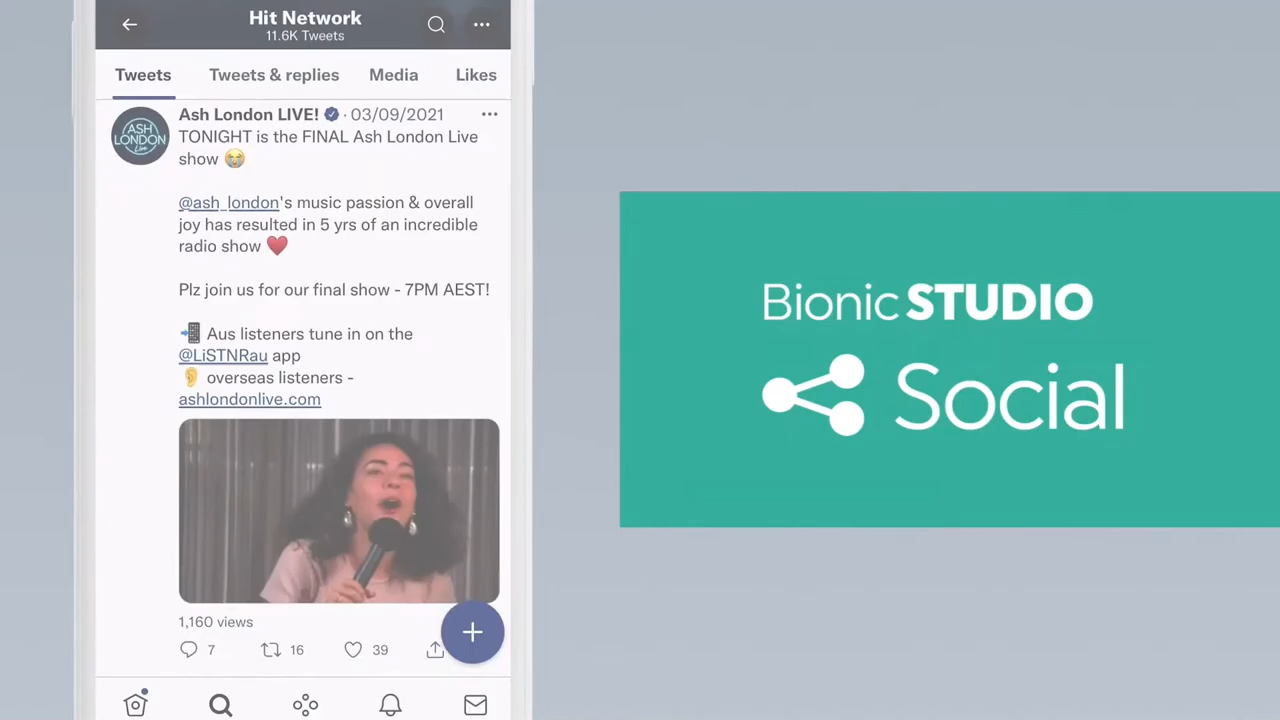 Hit Network
11.6K Tweets
Tweets Tweets & replies Media Likes
ASH LONDON Live
Ash London LIVE! · 03/09/2021
TONIGHT is the FINAL Ash London Live
show 😭
@ash_london's music passion & overall
joy has resulted in 5 yrs of an incredible
radio show ♥️
Plz join us for our final show - 7PM AEST!
📲 Aus listeners tune in on the
@LiSTNRau app
👂 overseas listeners -
ashlondonlive.com
1,160 views
7 16 39
Bionic STUDIO
Social